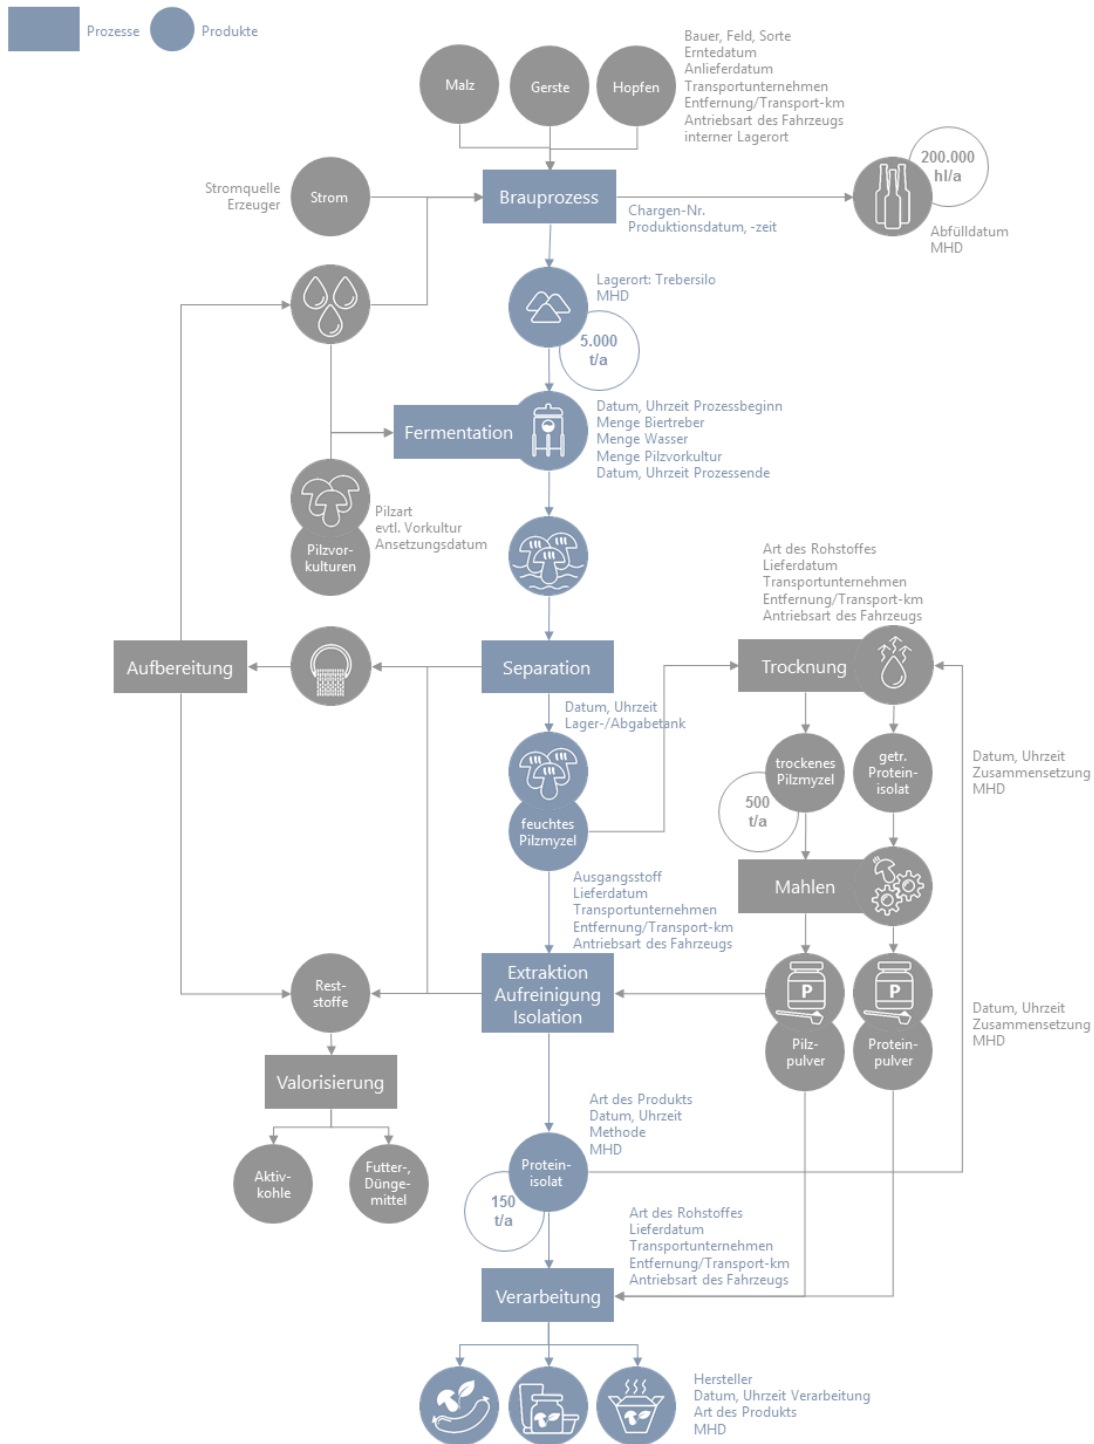 Prozesse
Produkte
Malz
Gerste
Hopfen
Bauer, Feld, Sorte
Erntedatum
Anlieferdatum
Transportunternehmen
Entfernung/Transport-km
Antriebsart des Fahrzeugs
interner Lagerort
200.000
hl/a
Stromquelle
Erzeuger
Strom
Brauprozess
Chargen-Nr.
Produktionsdatum, -zeit
Abfülldatum
MHD
Lagerort: Trebersilo
MHD
5.000
t/a
Fermentation
Datum, Uhrzeit Prozessbeginn
Menge Biertreber
Menge Wasser
Menge Pilzvorkultur
Datum, Uhrzeit Prozessende
Pilzart
evtl. Vorkultur
Ansetzungsdatum
Pilzvor-
kulturen
Art des Rohstoffes
Lieferdatum
Transportunternehmen
Entfernung/Transport-km
Antriebsart des Fahrzeugs
Aufbereitung
Separation
Trocknung
Datum, Uhrzeit
Lager-/Abgabetank
trockenes
Pilzmyzel
getr.
Protein-
isolat
Datum, Uhrzeit
Zusammensetzung
MHD
500
t/a
feuchtes
Pilzmyzel
Mahlen
Ausgangsstoff
Lieferdatum
Transportunternehmen
Entfernung/Transport-km
Antriebsart des Fahrzeugs
Rest-
stoffe
Extraktion
Aufreinigung
Isolation
P
P
Pilz-
pulver
Protein-
pulver
Datum, Uhrzeit
Zusammensetzung
MHD
Valorisierung
Art des Produkts
Datum, Uhrzeit
Methode
MHD
Aktiv-
kohle
Futter-,
Dünge-
mittel
Protein-
isolat
150
t/a
Art des Rohstoffes
Lieferdatum
Transportunternehmen
Entfernung/Transport-km
Antriebsart des Fahrzeugs
Verarbeitung
Hersteller
Datum, Uhrzeit Verarbeitung
Art des Produkts
MHD